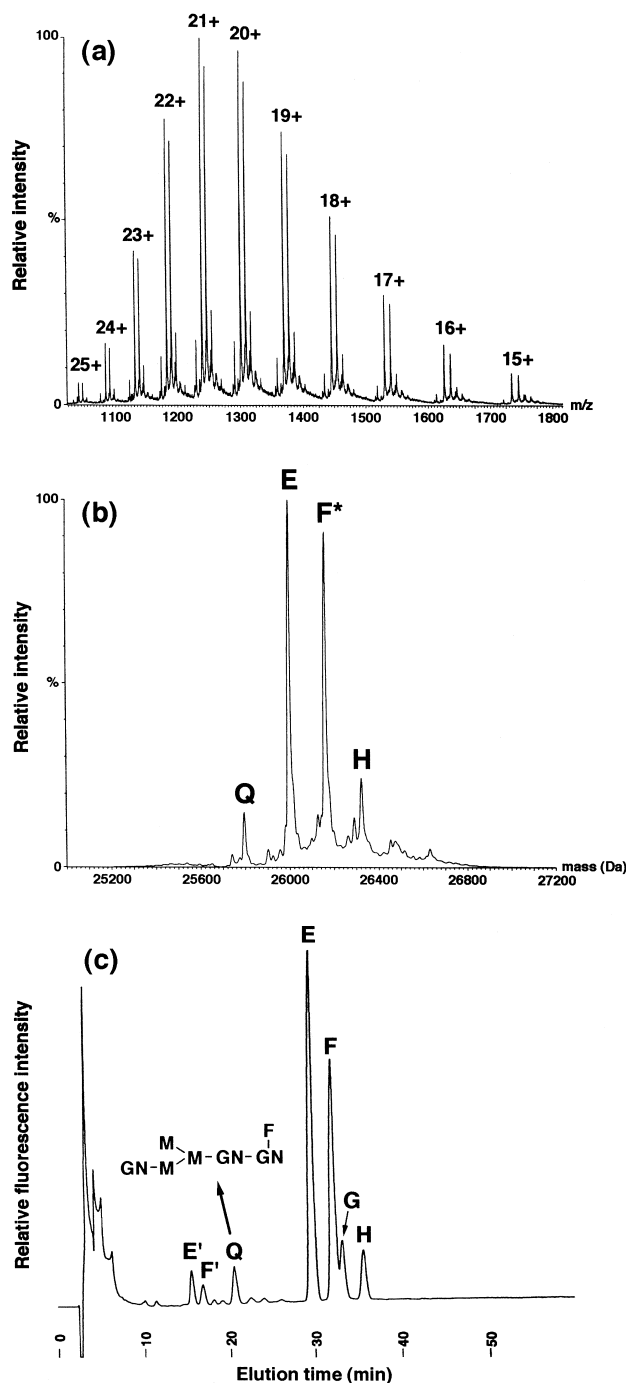 (a)
Relative intensity
100
%
0
25+
24+
23+
22+
21+
20+
19+
18+
17+
16+
15+
1100 1200 1300 1400 1500 1600 1700 1800 m/z
(b)
Relative intensity
100
%
0
Q
E
F*
H
25200 25600 26000 26400 26800 27200 mass (Da)
(c)
Relative fluorescence intensity
E
F
G
H
M
F
M-GN-GN
GN-M
E'
F'
Q
0 10 20 30 40 50
Elution time (min)